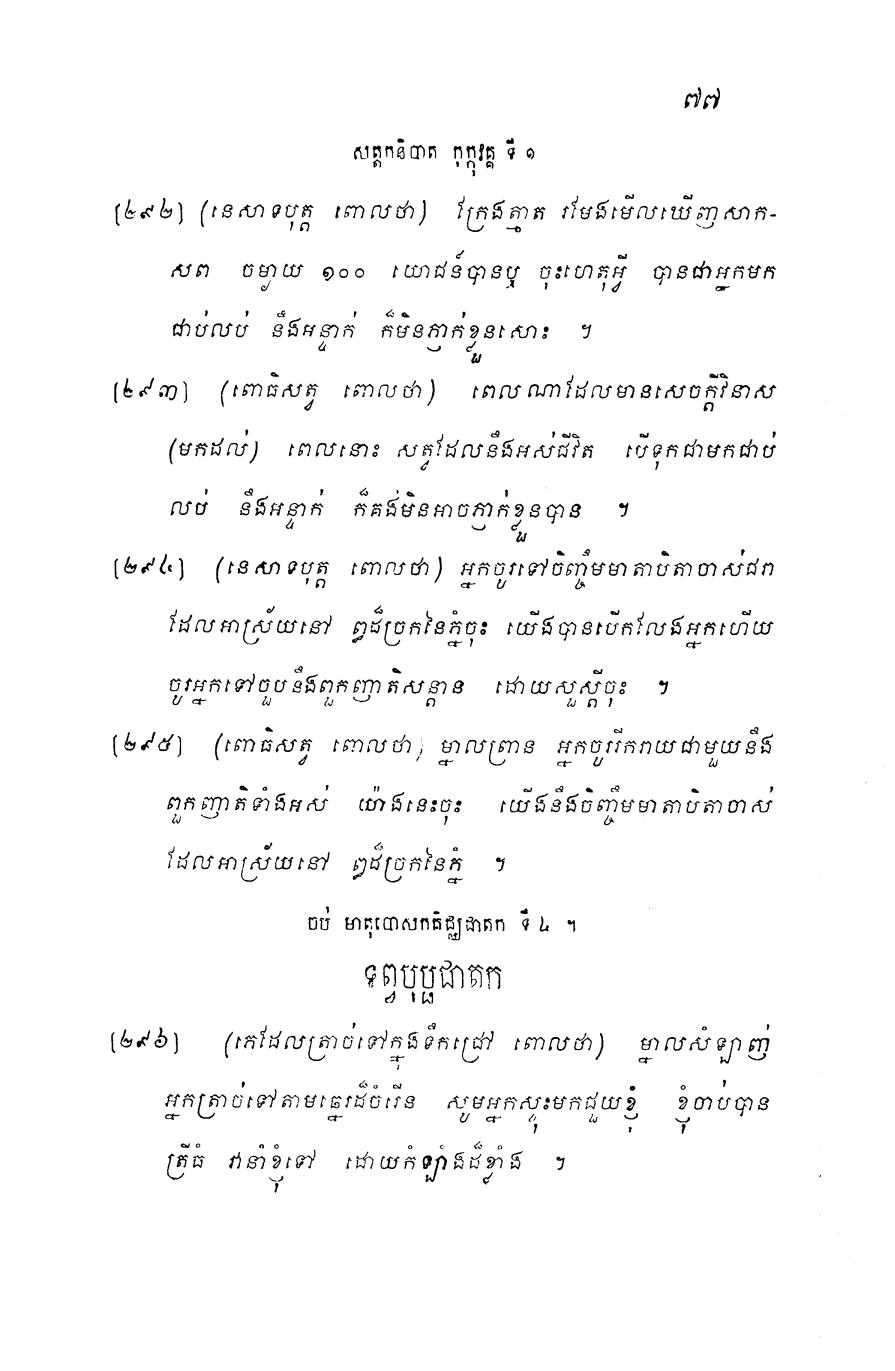 ៧៧
សត្តកនិបាត កុក្កុវគ្គ ទី ១
[២៩២] (នេសាទបុត្ត ពោលថា) ក្រែងត្មាត រមែងមើលឃើញសាក-
សព ចម្ងាយ ១០០ យោជន៍បានឬ ចុះហេតុអ្វី បានជាអ្នកមក
ជាប់លប់ នឹងអន្ទាក់ ក៏មិនភ្ញាក់ខ្លួនសោះ ។
[២៩៣] (ពោធិសត្វ ពោលថា) ពេលណាដែលមានសេចក្តីវិនាស
(មកដល់) ពេលនោះ សត្វដែលនឹងអស់ជីវិត បើទុកជាមកជាប់
លប់ នឹងអន្ទាក់ ក៏គង់មិនអាចភ្ញាក់ខ្លួនបាន ។
[២៩៤] (នេសាទបុត្ត ពោលថា) អ្នកចូរទៅចិញ្ចឹមមាតាបិតាចាស់ជរា
ដែលអាស្រ័យនៅ ឰដ៏ច្រកនៃភ្នំចុះ យើងបានបើកលែងអ្នកហើយ
ចូរអ្នកទៅចួបនឹងពួកញាតិសន្តាន ដោយសួស្តីចុះ ។
[២៩៥] (ពោធិសត្វ ពោលថា) ម្នាលព្រាន អ្នកចូររីករាយជាមួយនឹង
ពួកញាតិទាំងអស់ យ៉ាងនេះចុះ យើងនឹងចិញ្ចឹមមាតាបិតាចាស់
ដែលអាស្រ័យនៅ ឰដ៏ច្រកនៃភ្នំ ។
ចប់ មាតុបោសកគិជ្ឈជាតក ទី ៤ ។
ទព្វបុប្ផជាតក
[២៩៦] (ភេដែលត្រាច់ទៅក្នុងទឹកជ្រៅ ពោលថា) ម្នាលសំឡាញ់
អ្នកត្រាច់ទៅតាមឆ្នេរដ៏ចំរើន សូមអ្នកស្ទុះមកជួយខ្ញុំ ខ្ញុំចាប់បាន
ត្រីធំ វានាំខ្ញុំទៅ ដោយកំឡាំងដ៏ខ្លាំង ។